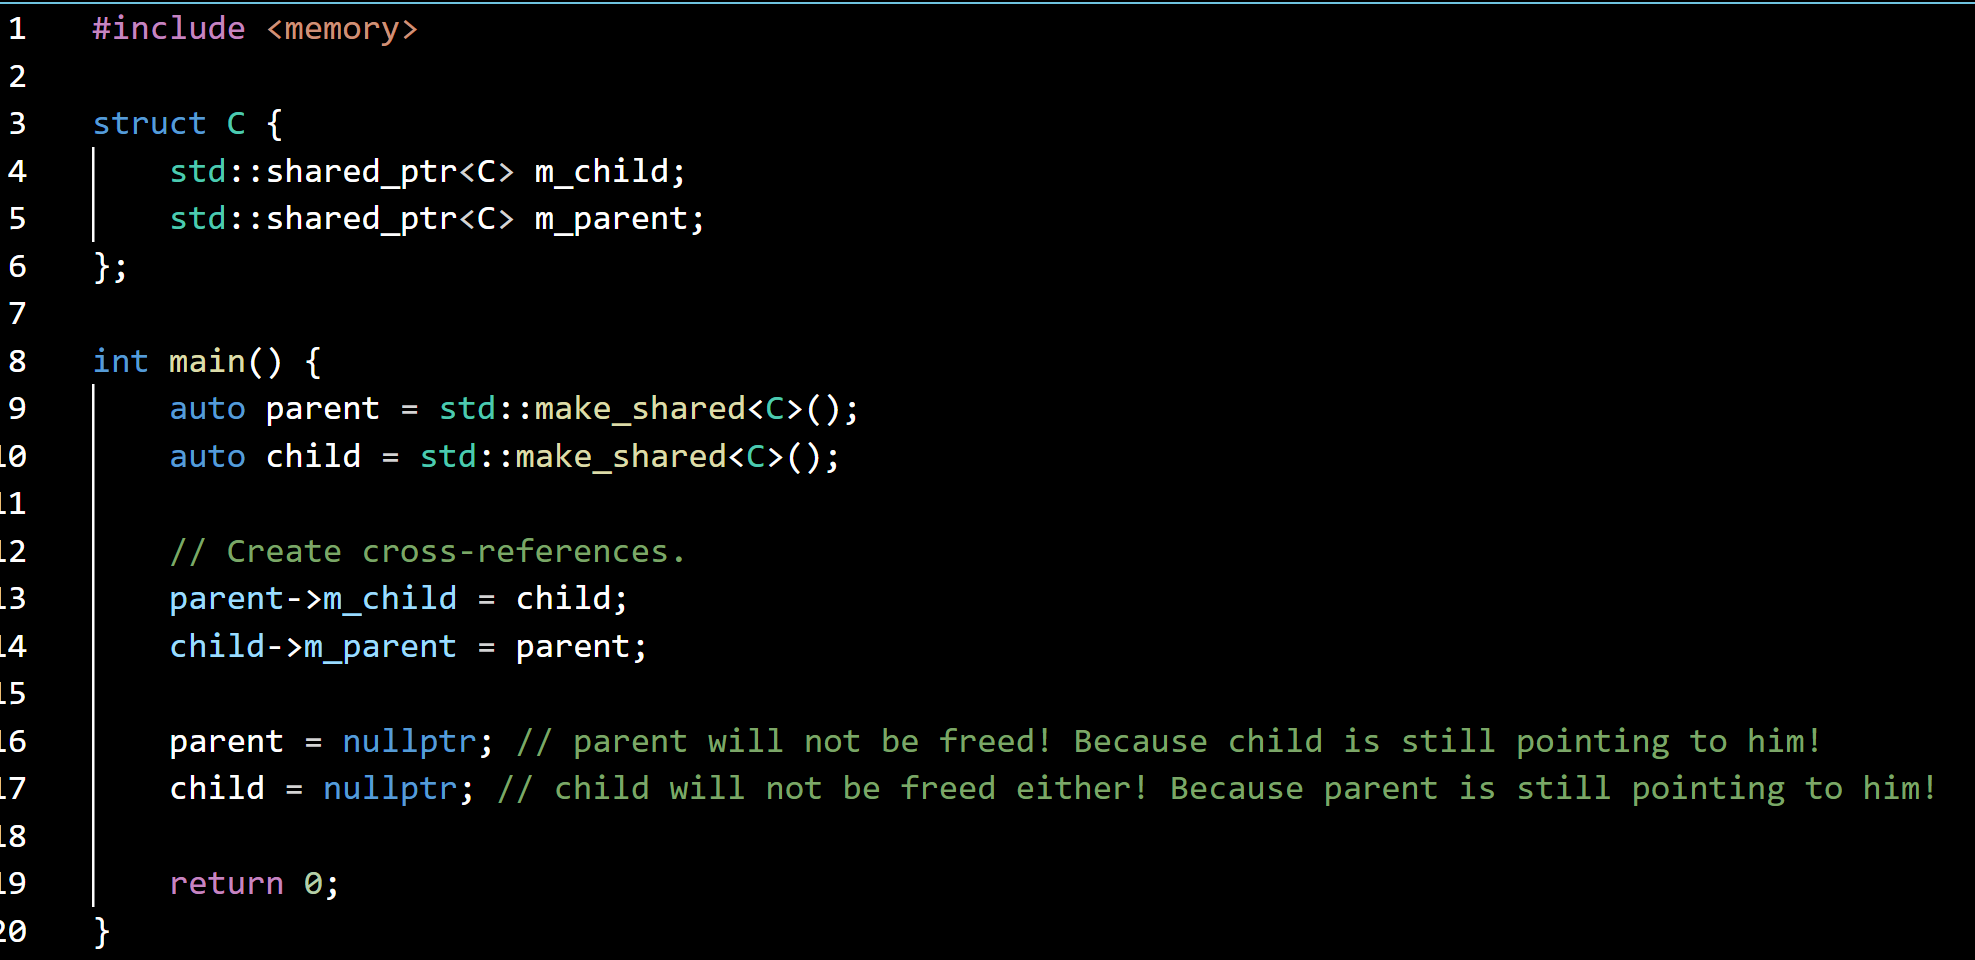 1 #include <memory>
2
3 struct C {
4     std::shared_ptr<C> m_child;
5     std::shared_ptr<C> m_parent;
6 };
7
8 int main() {
9     auto parent = std::make_shared<C>();
10     auto child = std::make_shared<C>();
11
12     // Create cross-references.
13     parent->m_child = child;
14     child->m_parent = parent;
15
16     parent = nullptr; // parent will not be freed! Because child is still pointing to him!
17     child = nullptr; // child will not be freed either! Because parent is still pointing to him!
18
19     return 0;
20 }